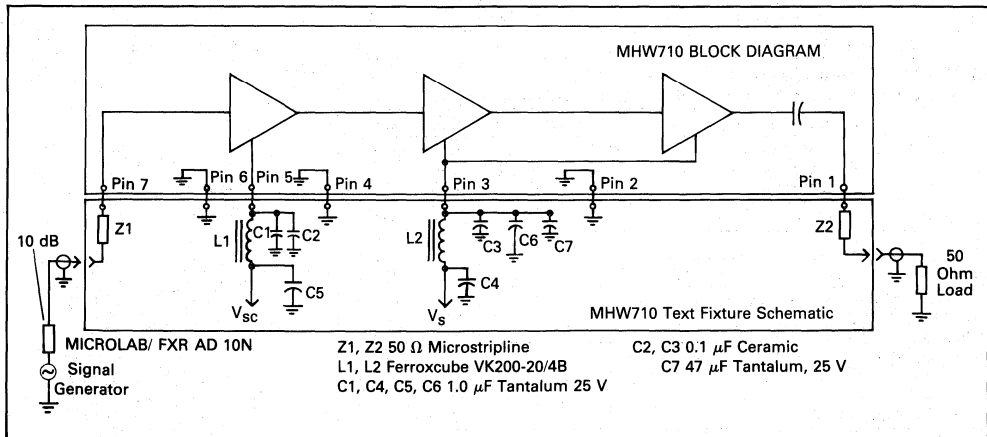 MHW710 BLOCK DIAGRAM
Pin 7
Pin 6
Pin 5
Pin 4
Pin 3
Pin 2
Pin 1
10 dB
Z1
L1
C1
C2
L2
C3
C6
C7
Z2
C5
C4
50
Ohm
Load
VSC
VS
MHW710 Text Fixture Schematic
MICROLAB/ FXR AD 10N
Signal
Generator
Z1, Z2 50 Ω Microstripline
L1, L2 Ferroxcube VK200-20/4B
C1, C4, C5, C6 1.0 μF Tantalum 25 V
C2, C3 0.1 μF Ceramic
C7 47 μF Tantalum, 25 V